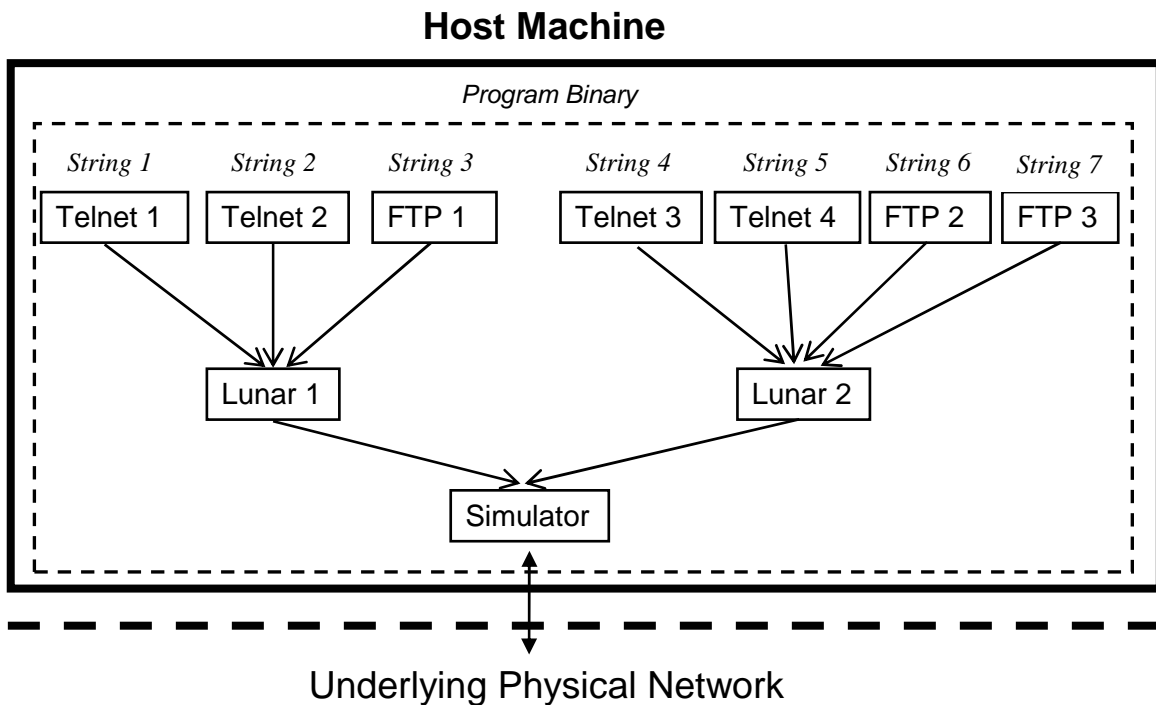 Host Machine
Program Binary
String 1 String 2 String 3 String 4 String 5 String 6 String 7
Telnet 1 Telnet 2 FTP 1 Telnet 3 Telnet 4 FTP 2 FTP 3
Lunar 1 Lunar 2
Simulator
Underlying Physical Network